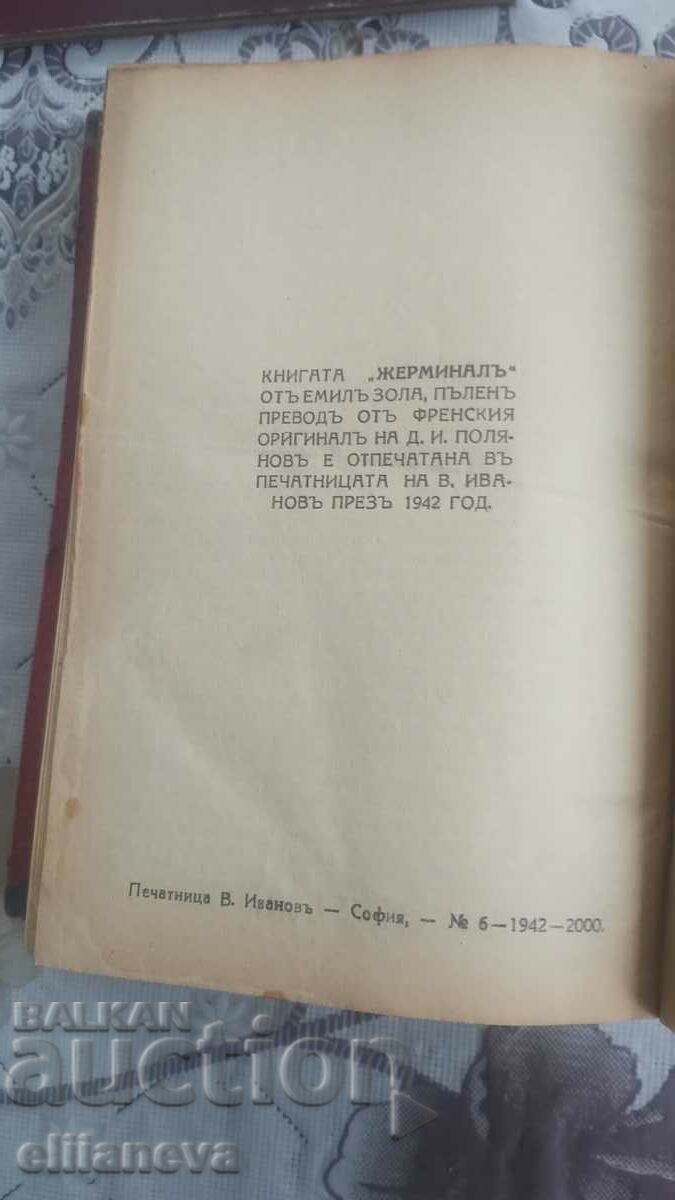 КНИГАТА „ЖЕРМИНАЛЪ“
ОТЪ ЕМИЛЪ ЗОЛА, ПЪЛЕНЪ
ПРЕВОДЪ ОТЪ ФРЕНСКИЯ
ОРИГИНАЛЪ НА Д. И. ПОЛЯ-
НОВЪ Е ОТПЕЧАТАНА ВЪ
ПЕЧАТНИЦАТА НА В. ИВА-
НОВЪ ПРЕЗЪ 1942 ГОД.
Печатница В. Ивановъ — София, — № 6—1942—2000.
BALKAN
auction
eliianeva